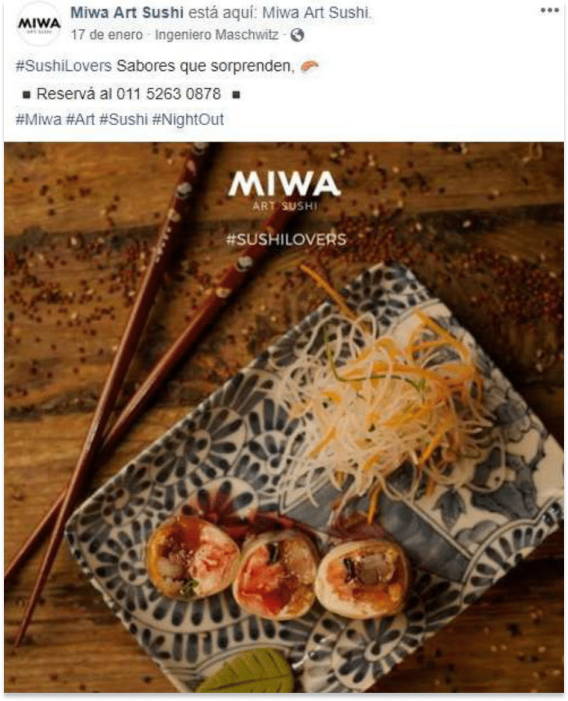 MIWA
ART SUSHI
Miwa Art Sushi está aquí: Miwa Art Sushi.
17 de enero · Ingeniero Maschwitz ·
#SushiLovers Sabores que sorprenden, 🍤
▪ Reservá al 011 5263 0878 ▪
#Miwa #Art #Sushi #NightOut
MIWA
ART SUSHI
#SUSHILOVERS